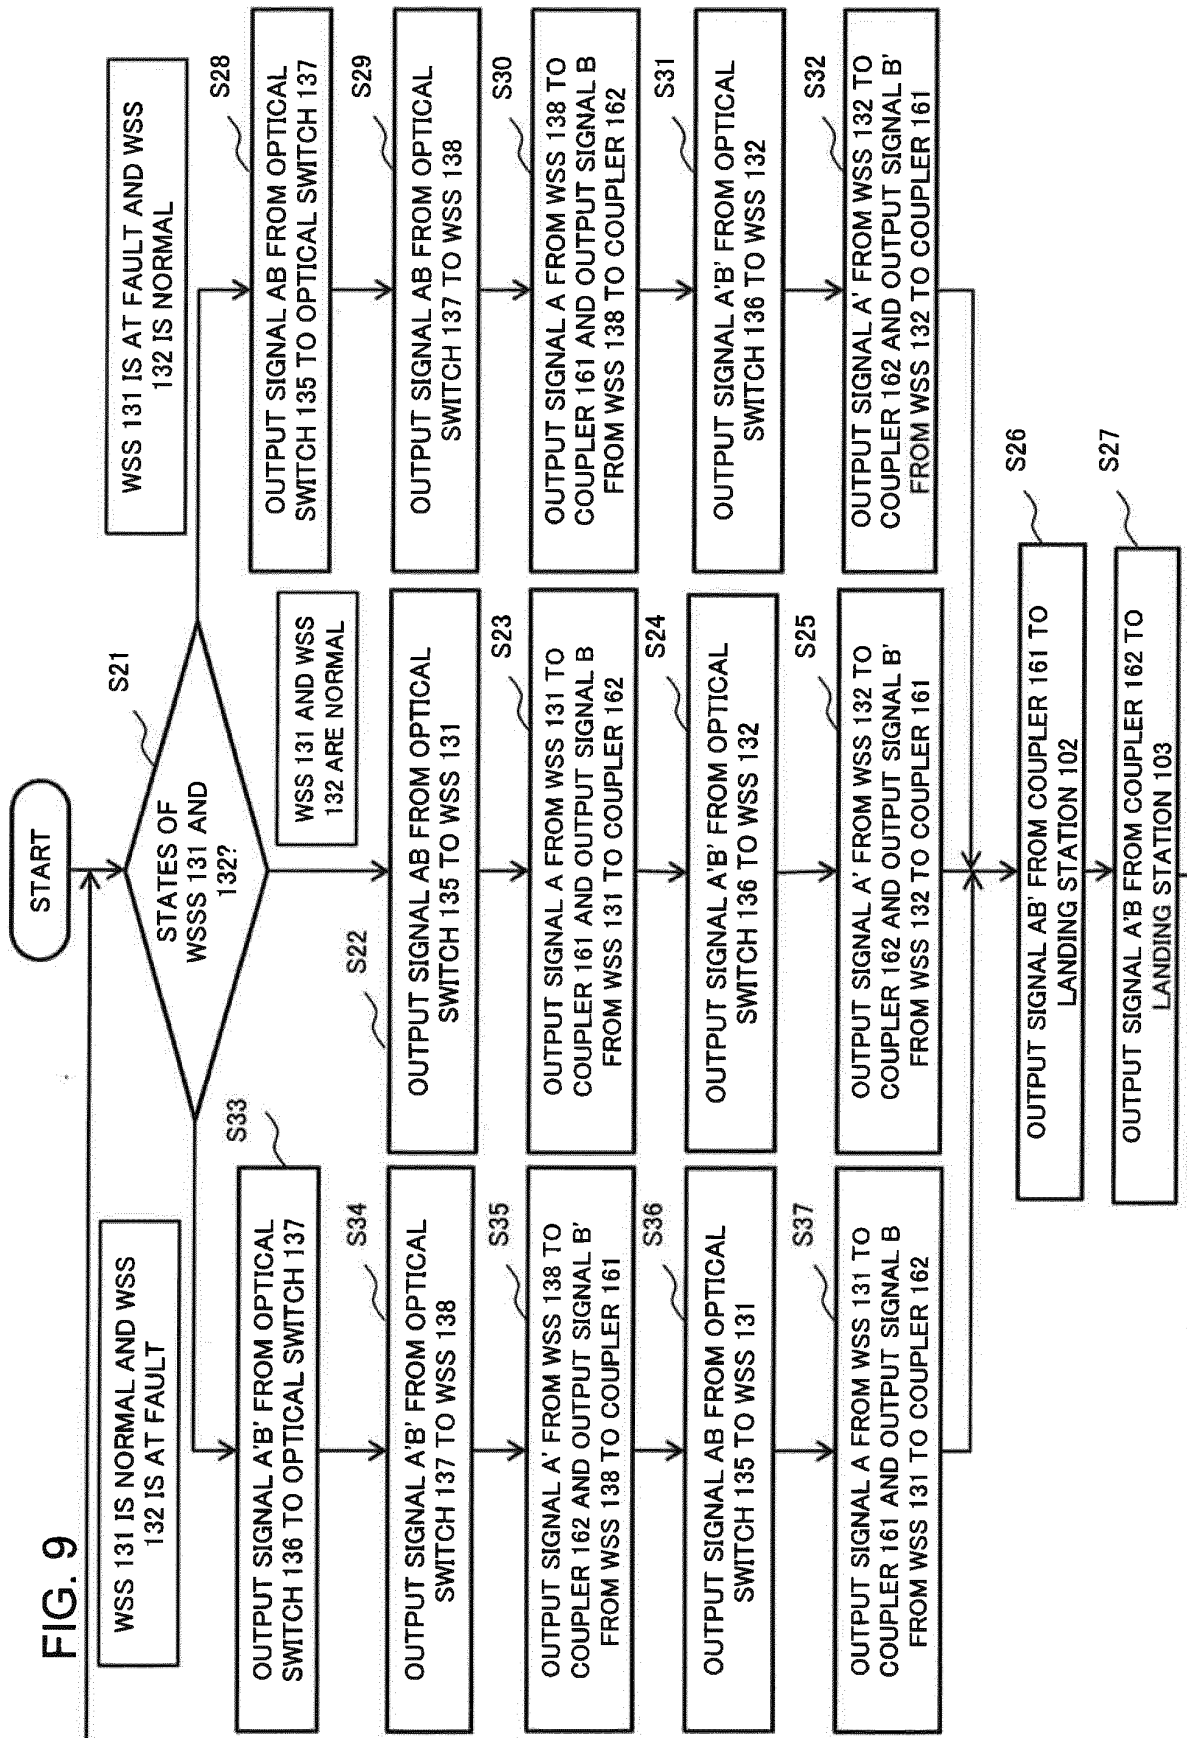 FIG. 9
START
STATES OF
WSSS 131 AND
132?
S21
WSS 131 IS NORMAL AND WSS
132 IS AT FAULT
S33
OUTPUT SIGNAL A'B' FROM OPTICAL
SWITCH 136 TO OPTICAL SWITCH 137
S34
OUTPUT SIGNAL A'B' FROM OPTICAL
SWITCH 137 TO WSS 138
S35
OUTPUT SIGNAL A' FROM WSS 138 TO
COUPLER 162 AND OUTPUT SIGNAL B'
FROM WSS 138 TO COUPLER 161
S36
OUTPUT SIGNAL AB FROM OPTICAL
SWITCH 135 TO WSS 131
S37
OUTPUT SIGNAL A FROM WSS 131 TO
COUPLER 161 AND OUTPUT SIGNAL B
FROM WSS 131 TO COUPLER 162
WSS 131 AND WSS
132 ARE NORMAL
S22
OUTPUT SIGNAL AB FROM OPTICAL
SWITCH 135 TO WSS 131
S23
OUTPUT SIGNAL A FROM WSS 131 TO
COUPLER 161 AND OUTPUT SIGNAL B
FROM WSS 131 TO COUPLER 162
S24
OUTPUT SIGNAL A'B' FROM OPTICAL
SWITCH 136 TO WSS 132
S25
OUTPUT SIGNAL A' FROM WSS 132 TO
COUPLER 162 AND OUTPUT SIGNAL B'
FROM WSS 132 TO COUPLER 161
WSS 131 IS AT FAULT AND WSS
132 IS NORMAL
S28
OUTPUT SIGNAL AB FROM OPTICAL
SWITCH 135 TO OPTICAL SWITCH 137
S29
OUTPUT SIGNAL AB FROM OPTICAL
SWITCH 137 TO WSS 138
S30
OUTPUT SIGNAL A FROM WSS 138 TO
COUPLER 161 AND OUTPUT SIGNAL B
FROM WSS 138 TO COUPLER 162
S31
OUTPUT SIGNAL A'B' FROM OPTICAL
SWITCH 136 TO WSS 132
S32
OUTPUT SIGNAL A' FROM WSS 132 TO
COUPLER 162 AND OUTPUT SIGNAL B'
FROM WSS 132 TO COUPLER 161
S26
OUTPUT SIGNAL AB' FROM COUPLER 161 TO
LANDING STATION 102
S27
OUTPUT SIGNAL A'B FROM COUPLER 162 TO
LANDING STATION 103